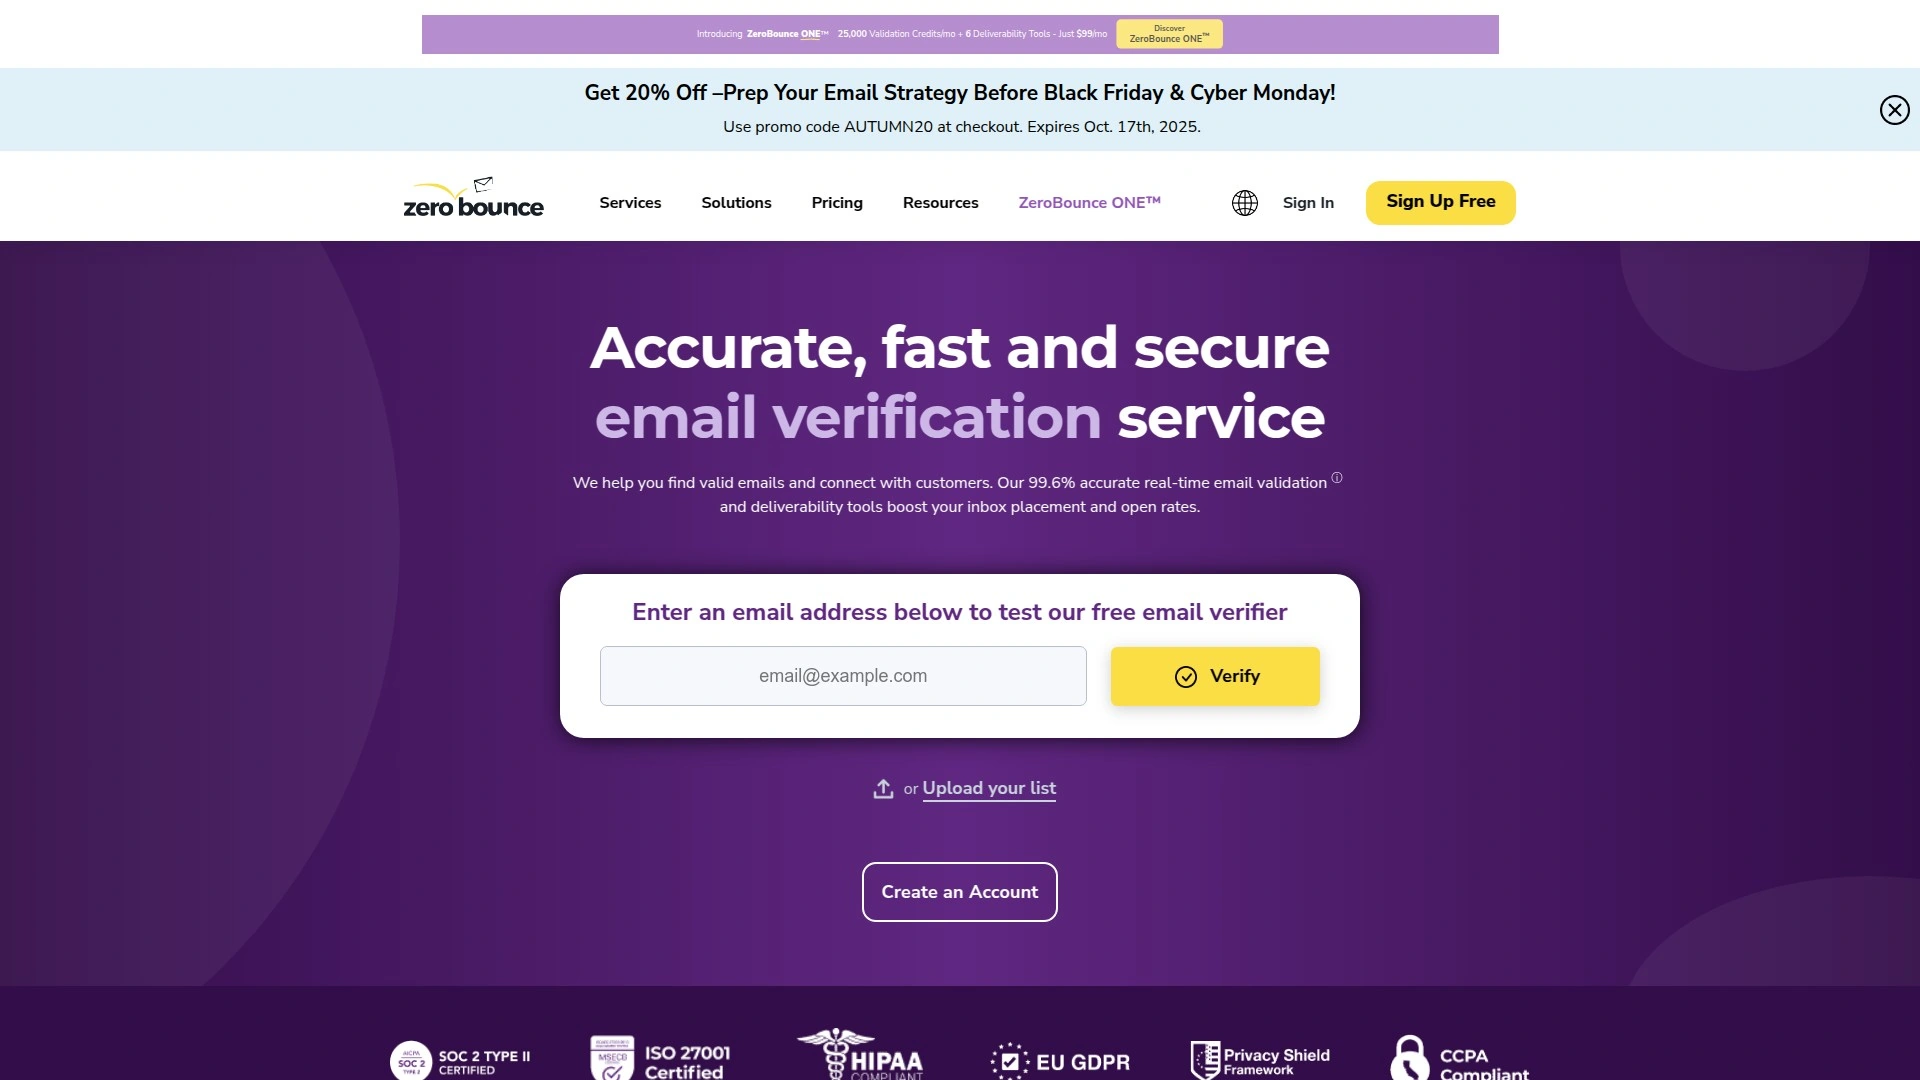 Introducing ZeroBounce ONE™ 25,000 Validation Credits/mo + 6 Deliverability Tools - Just $99/mo
Discover
ZeroBounce ONE™
Get 20% Off –Prep Your Email Strategy Before Black Friday & Cyber Monday!
Use promo code AUTUMN20 at checkout. Expires Oct. 17th, 2025.
zero bounce
Services Solutions Pricing Resources ZeroBounce ONE™ Sign In Sign Up Free
Accurate, fast and secure
email verification service
We help you find valid emails and connect with customers. Our 99.6% accurate real-time email validation ⓘ
and deliverability tools boost your inbox placement and open rates.
Enter an email address below to test our free email verifier
email@example.com
Verify
or Upload your list
Create an Account
AICPA
SOC 2
TYPE 2
SOC 2 TYPE II
CERTIFIED
MSECB
ISO 27001
Certified
HIPAA
COMPLIANT
EU GDPR
Privacy Shield
Framework
CCPA
Compliant